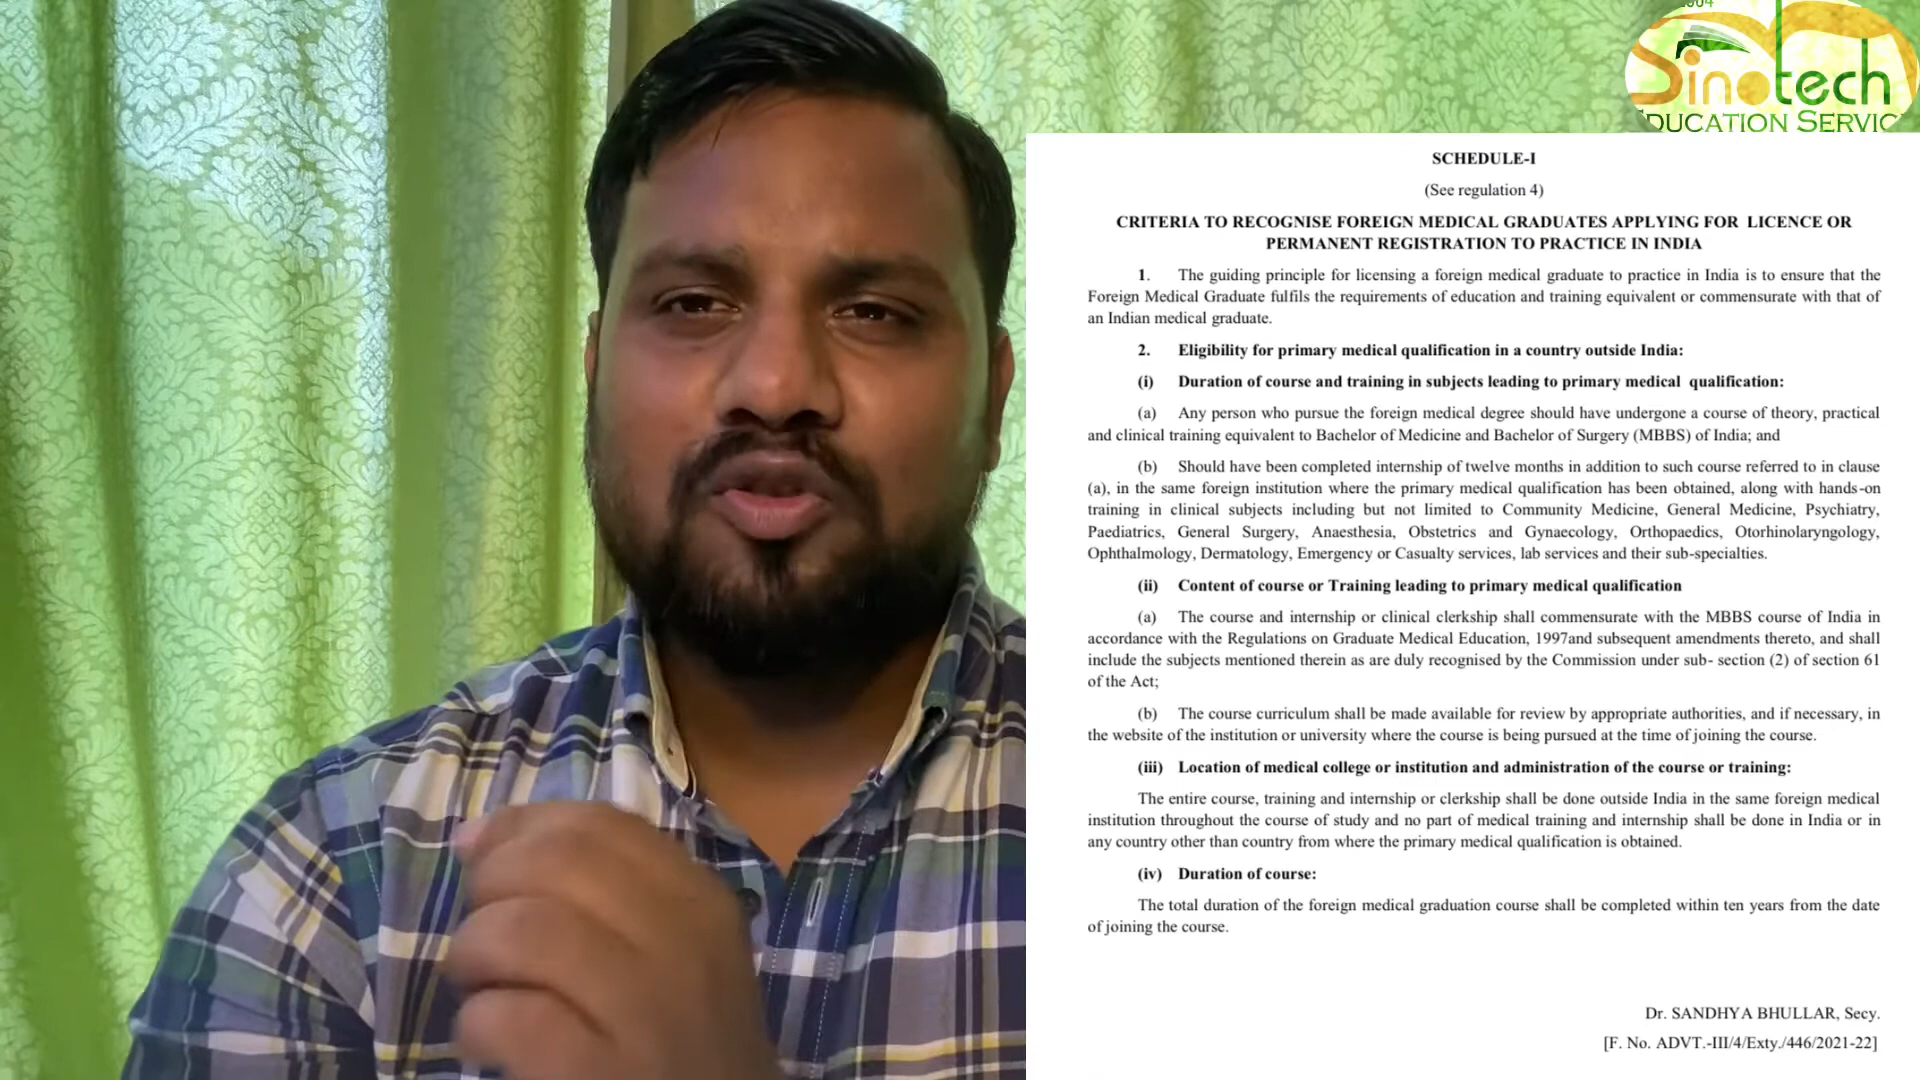 Sinotech
EDUCATION SERVIC
SCHEDULE-I
(See regulation 4)
CRITERIA TO RECOGNISE FOREIGN MEDICAL GRADUATES APPLYING FOR LICENCE OR
PERMANENT REGISTRATION TO PRACTICE IN INDIA
1. The guiding principle for licensing a foreign medical graduate to practice in India is to ensure that the
Foreign Medical Graduate fulfils the requirements of education and training equivalent or commensurate with that of
an Indian medical graduate.
2. Eligibility for primary medical qualification in a country outside India:
(i) Duration of course and training in subjects leading to primary medical qualification:
(a) Any person who pursue the foreign medical degree should have undergone a course of theory, practical
and clinical training equivalent to Bachelor of Medicine and Bachelor of Surgery (MBBS) of India; and
(b) Should have been completed internship of twelve months in addition to such course referred to in clause
(a), in the same foreign institution where the primary medical qualification has been obtained, along with hands-on
training in clinical subjects including but not limited to Community Medicine, General Medicine, Psychiatry,
Paediatrics, General Surgery, Anaesthesia, Obstetrics and Gynaecology, Orthopaedics, Otorhinolaryngology,
Ophthalmology, Dermatology, Emergency or Casualty services, lab services and their sub-specialties.
(ii) Content of course or Training leading to primary medical qualification
(a) The course and internship or clinical clerkship shall commensurate with the MBBS course of India in
accordance with the Regulations on Graduate Medical Education, 1997and subsequent amendments thereto, and shall
include the subjects mentioned therein as are duly recognised by the Commission under sub- section (2) of section 61
of the Act;
(b) The course curriculum shall be made available for review by appropriate authorities, and if necessary, in
the website of the institution or university where the course is being pursued at the time of joining the course.
(iii) Location of medical college or institution and administration of the course or training:
The entire course, training and internship or clerkship shall be done outside India in the same foreign medical
institution throughout the course of study and no part of medical training and internship shall be done in India or in
any country other than country from where the primary medical qualification is obtained.
(iv) Duration of course:
The total duration of the foreign medical graduation course shall be completed within ten years from the date
of joining the course.
Dr. SANDHYA BHULLAR, Secy.
[F. No. ADVT.-III/4/Exty./446/2021-22]